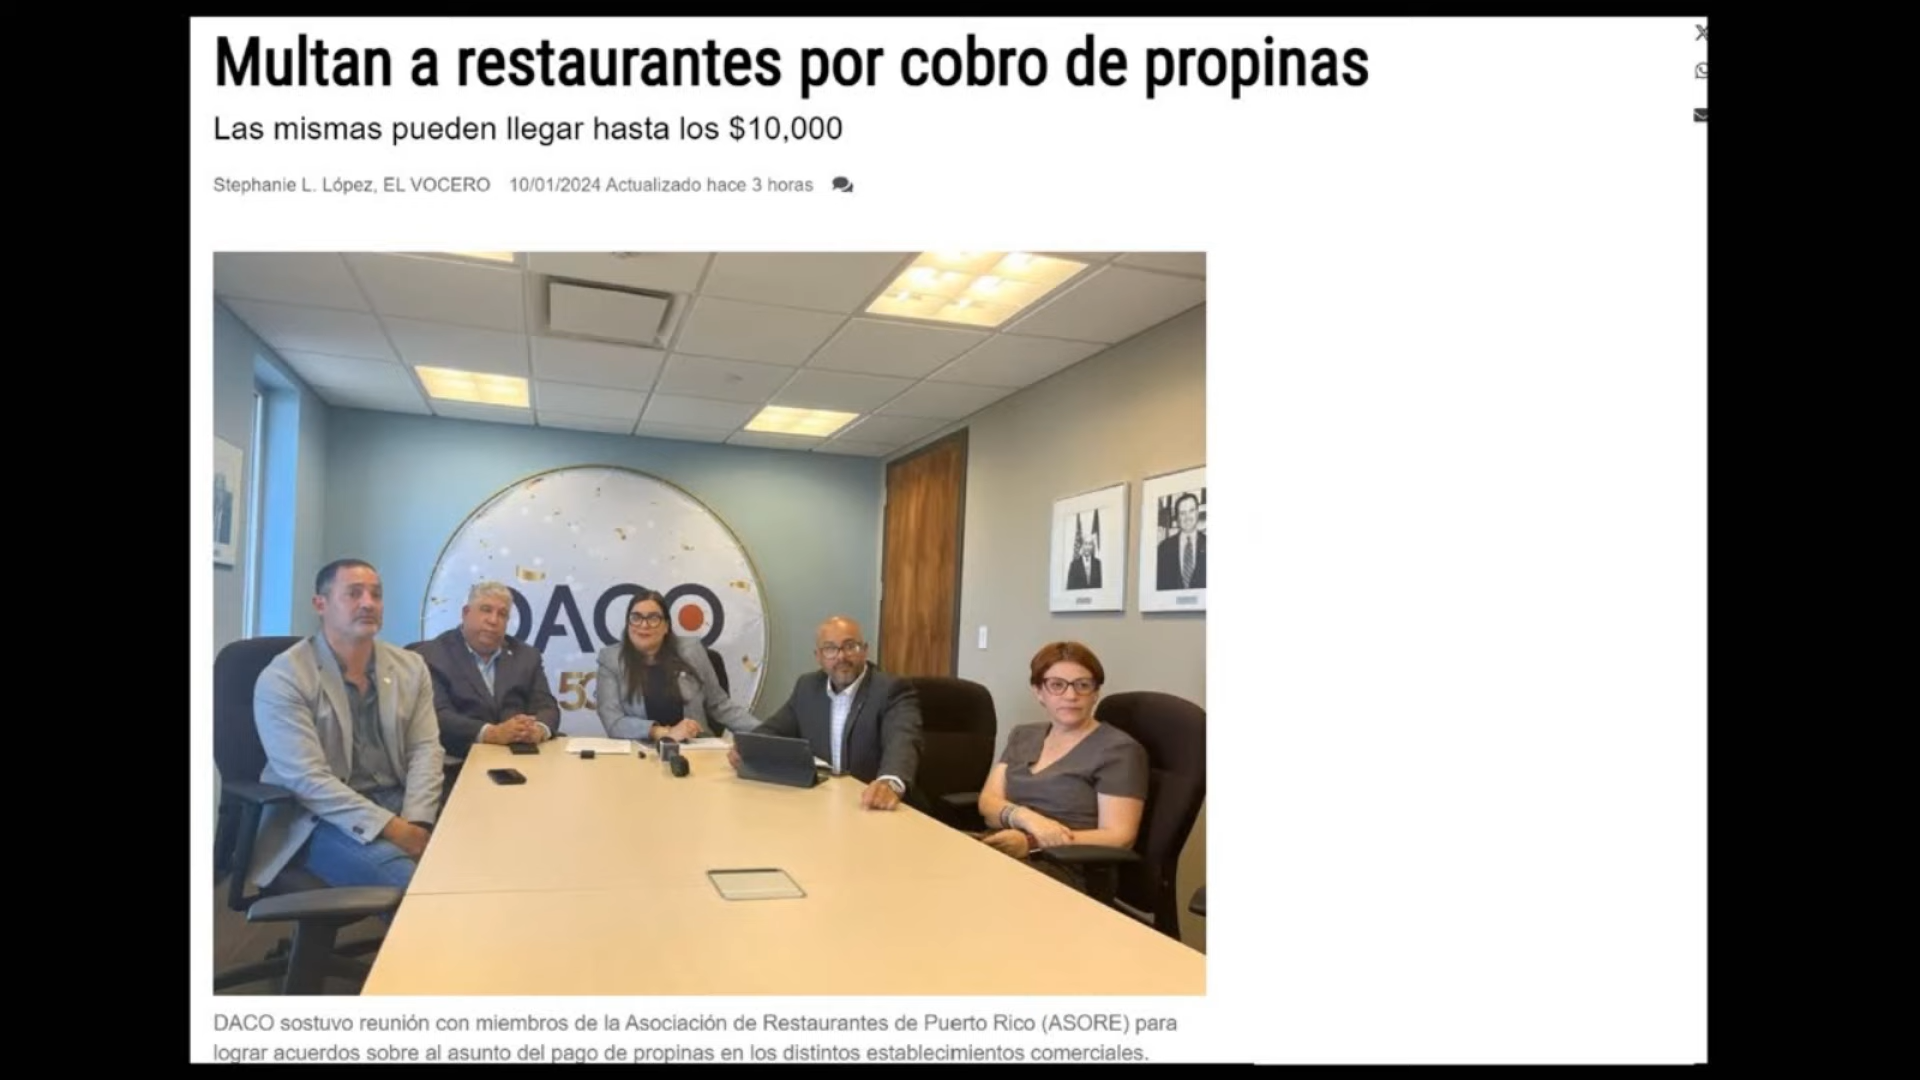 Multan a restaurantes por cobro de propinas
Las mismas pueden llegar hasta los $10,000
Stephanie L. López, EL VOCERO 10/01/2024 Actualizado hace 3 horas
DACO
DACO sostuvo reunión con miembros de la Asociación de Restaurantes de Puerto Rico (ASORE) para
lograr acuerdos sobre al asunto del pago de propinas en los distintos establecimientos comerciales.